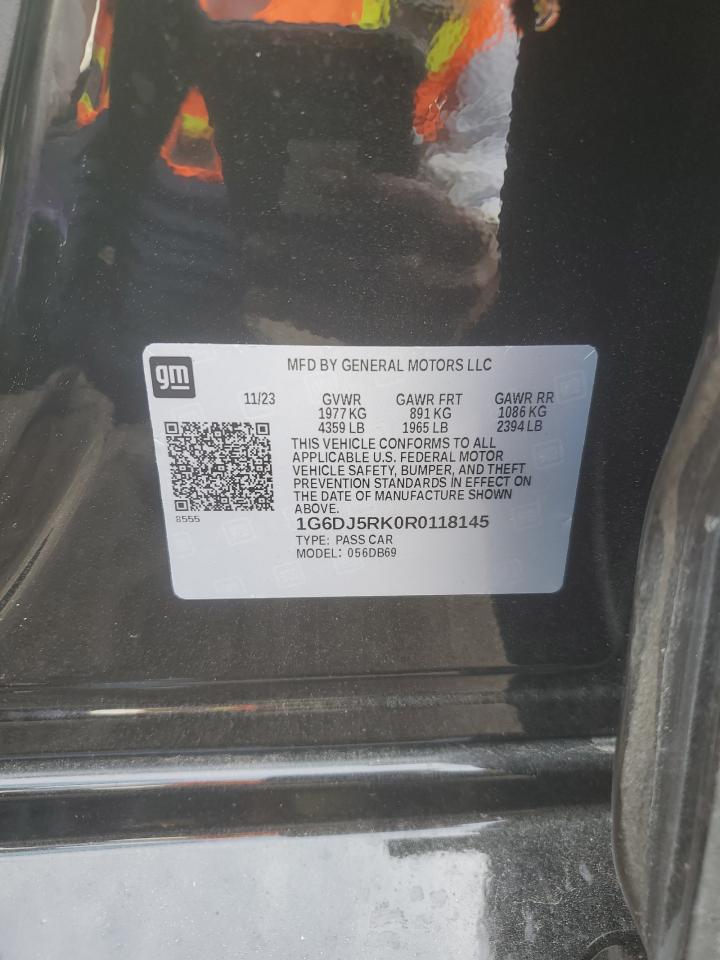 gm
MFD BY GENERAL MOTORS LLC
11/23 GVWR GAWR FRT GAWR RR
1977 KG 891 KG 1086 KG
4359 LB 1965 LB 2394 LB
THIS VEHICLE CONFORMS TO ALL
APPLICABLE U.S. FEDERAL MOTOR
VEHICLE SAFETY, BUMPER, AND THEFT
PREVENTION STANDARDS IN EFFECT ON
THE DATE OF MANUFACTURE SHOWN
ABOVE.
8555
1G6DJ5RK0R0118145
TYPE: PASS CAR
MODEL: 056DB69